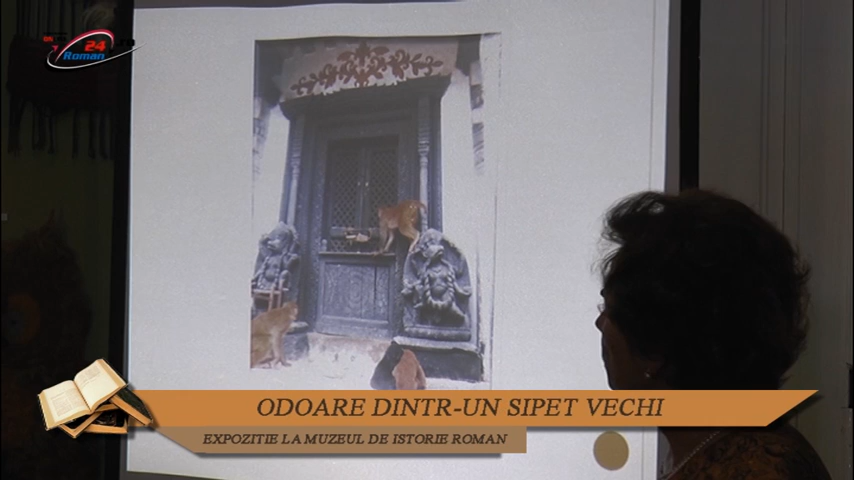 24
Roman
ODOARE DINTR-UN SIPET VECHI
EXPOZITIE LA MUZEUL DE ISTORIE ROMAN